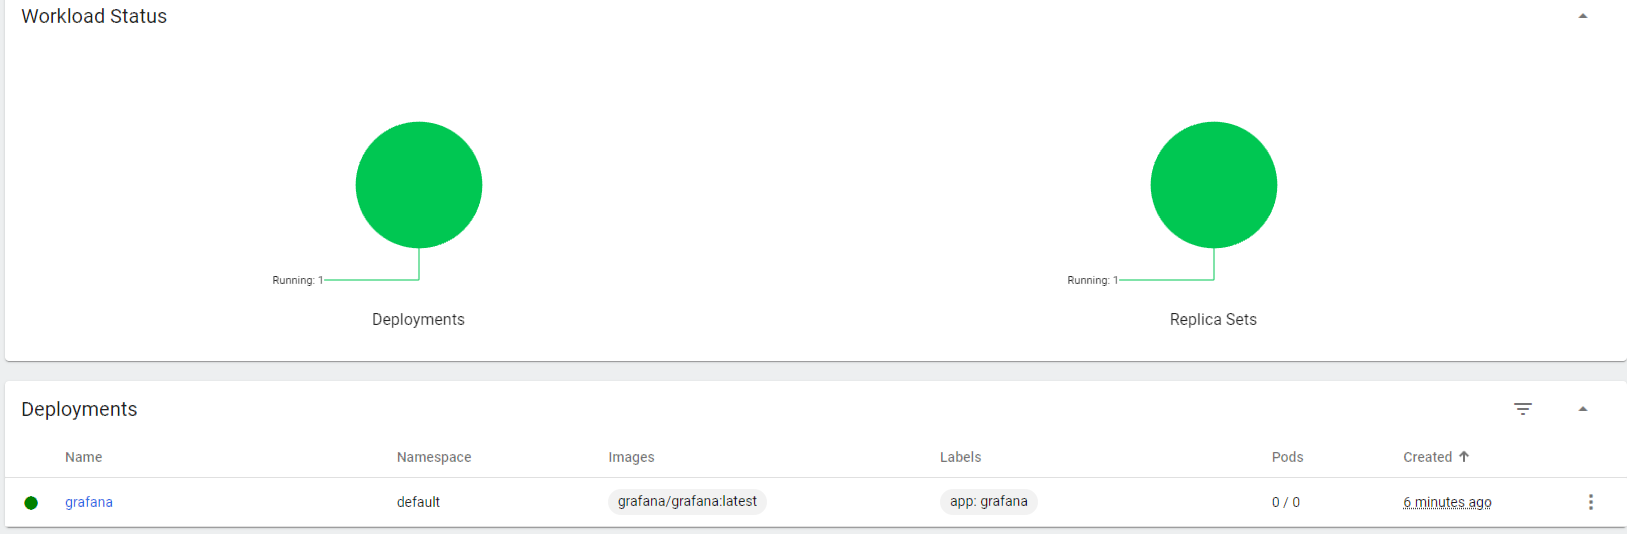 Workload Status
Running: 1
Running: 1
Deployments
Replica Sets
Deployments
Name Namespace Images Labels Pods Created
grafana default grafana/grafana:latest app: grafana 0 / 0 6 minutes ago